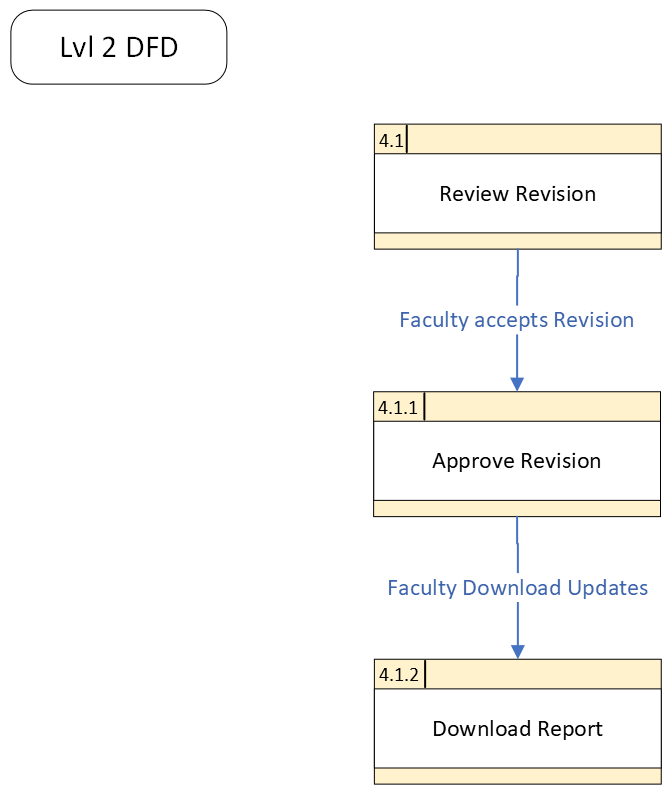 Lvl 2 DFD
4.1
Review Revision
Faculty accepts Revision
4.1.1
Approve Revision
Faculty Download Updates
4.1.2
Download Report